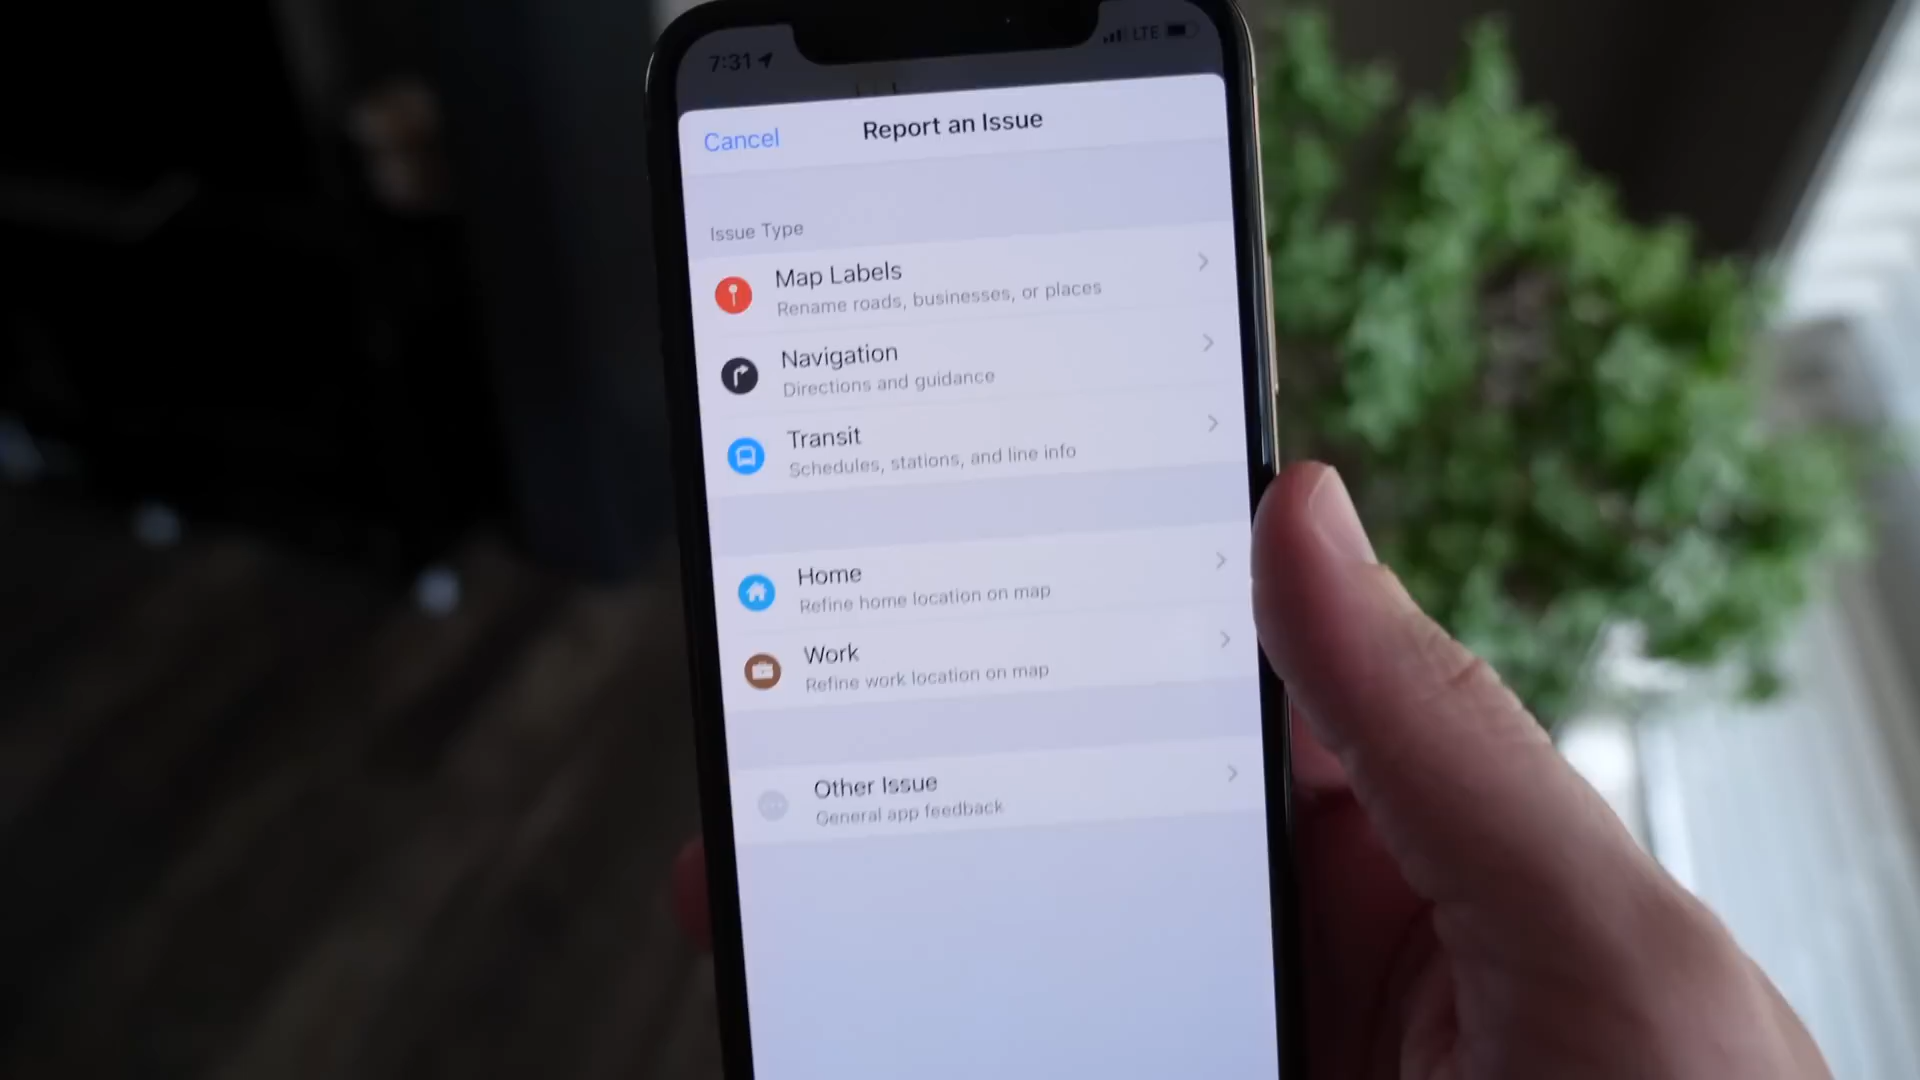 7:31
LTE
Cancel
Report an Issue
Issue Type
Map Labels
Rename roads, businesses, or places
Navigation
Directions and guidance
Transit
Schedules, stations, and line info
Home
Refine home location on map
Work
Refine work location on map
Other Issue
General app feedback